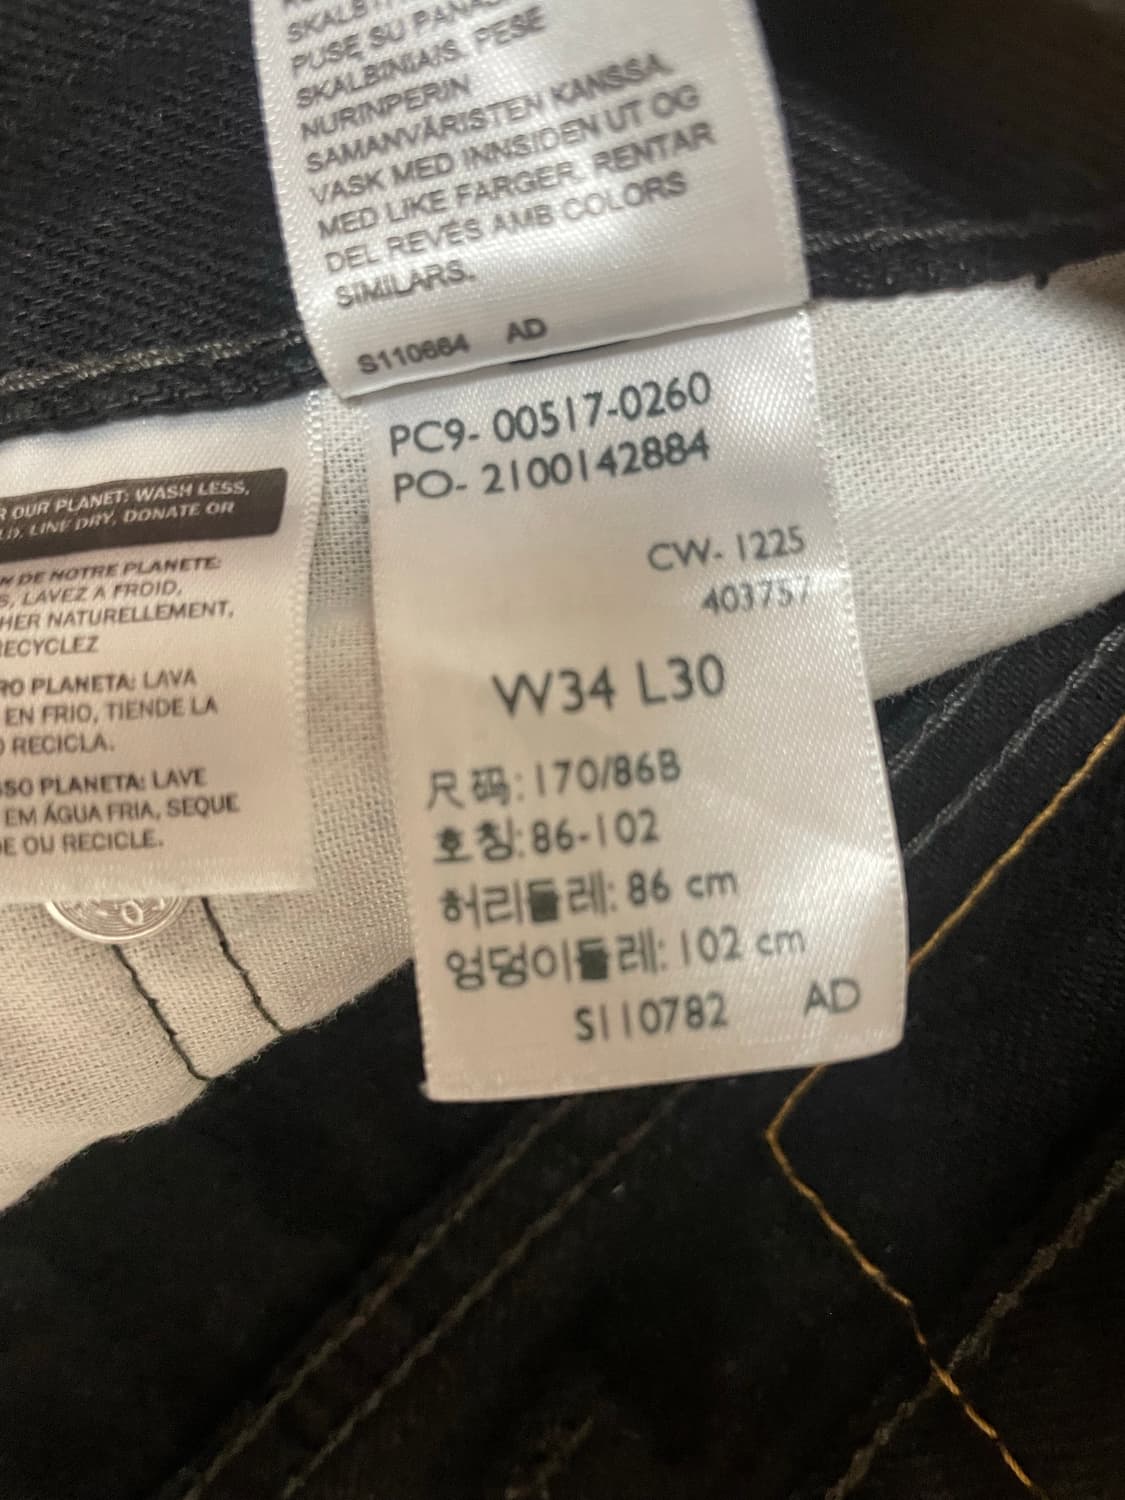 SKALBTI
PUSĘ SU PANAŠ
SKALBINIAIS. PESE
NURINPERIN
SAMANVÄRISTEN KANSSA.
VASK MED INNSIDEN UT OG
MED LIKE FARGER. RENTAR
DEL REVÉS AMB COLORS
SIMILARS.
S110664 AD
PC9- 00517-0260
PO- 2100142884
CW- 1225
403757
W34 L30
尺码:170/86B
호칭:86-102
허리둘레: 86 cm
엉덩이둘레: 102 cm
S110782 AD
R OUR PLANET: WASH LESS,
LINE DRY, DONATE OR
N DE NOTRE PLANETE:
S, LAVEZ A FROID,
HER NATURELLEMENT,
RECYCLEZ
RO PLANETA: LAVA
EN FRIO, TIENDE LA
O RECICLA.
SSO PLANETA: LAVE
EM ÁGUA FRIA, SEQUE
E OU RECICLE.